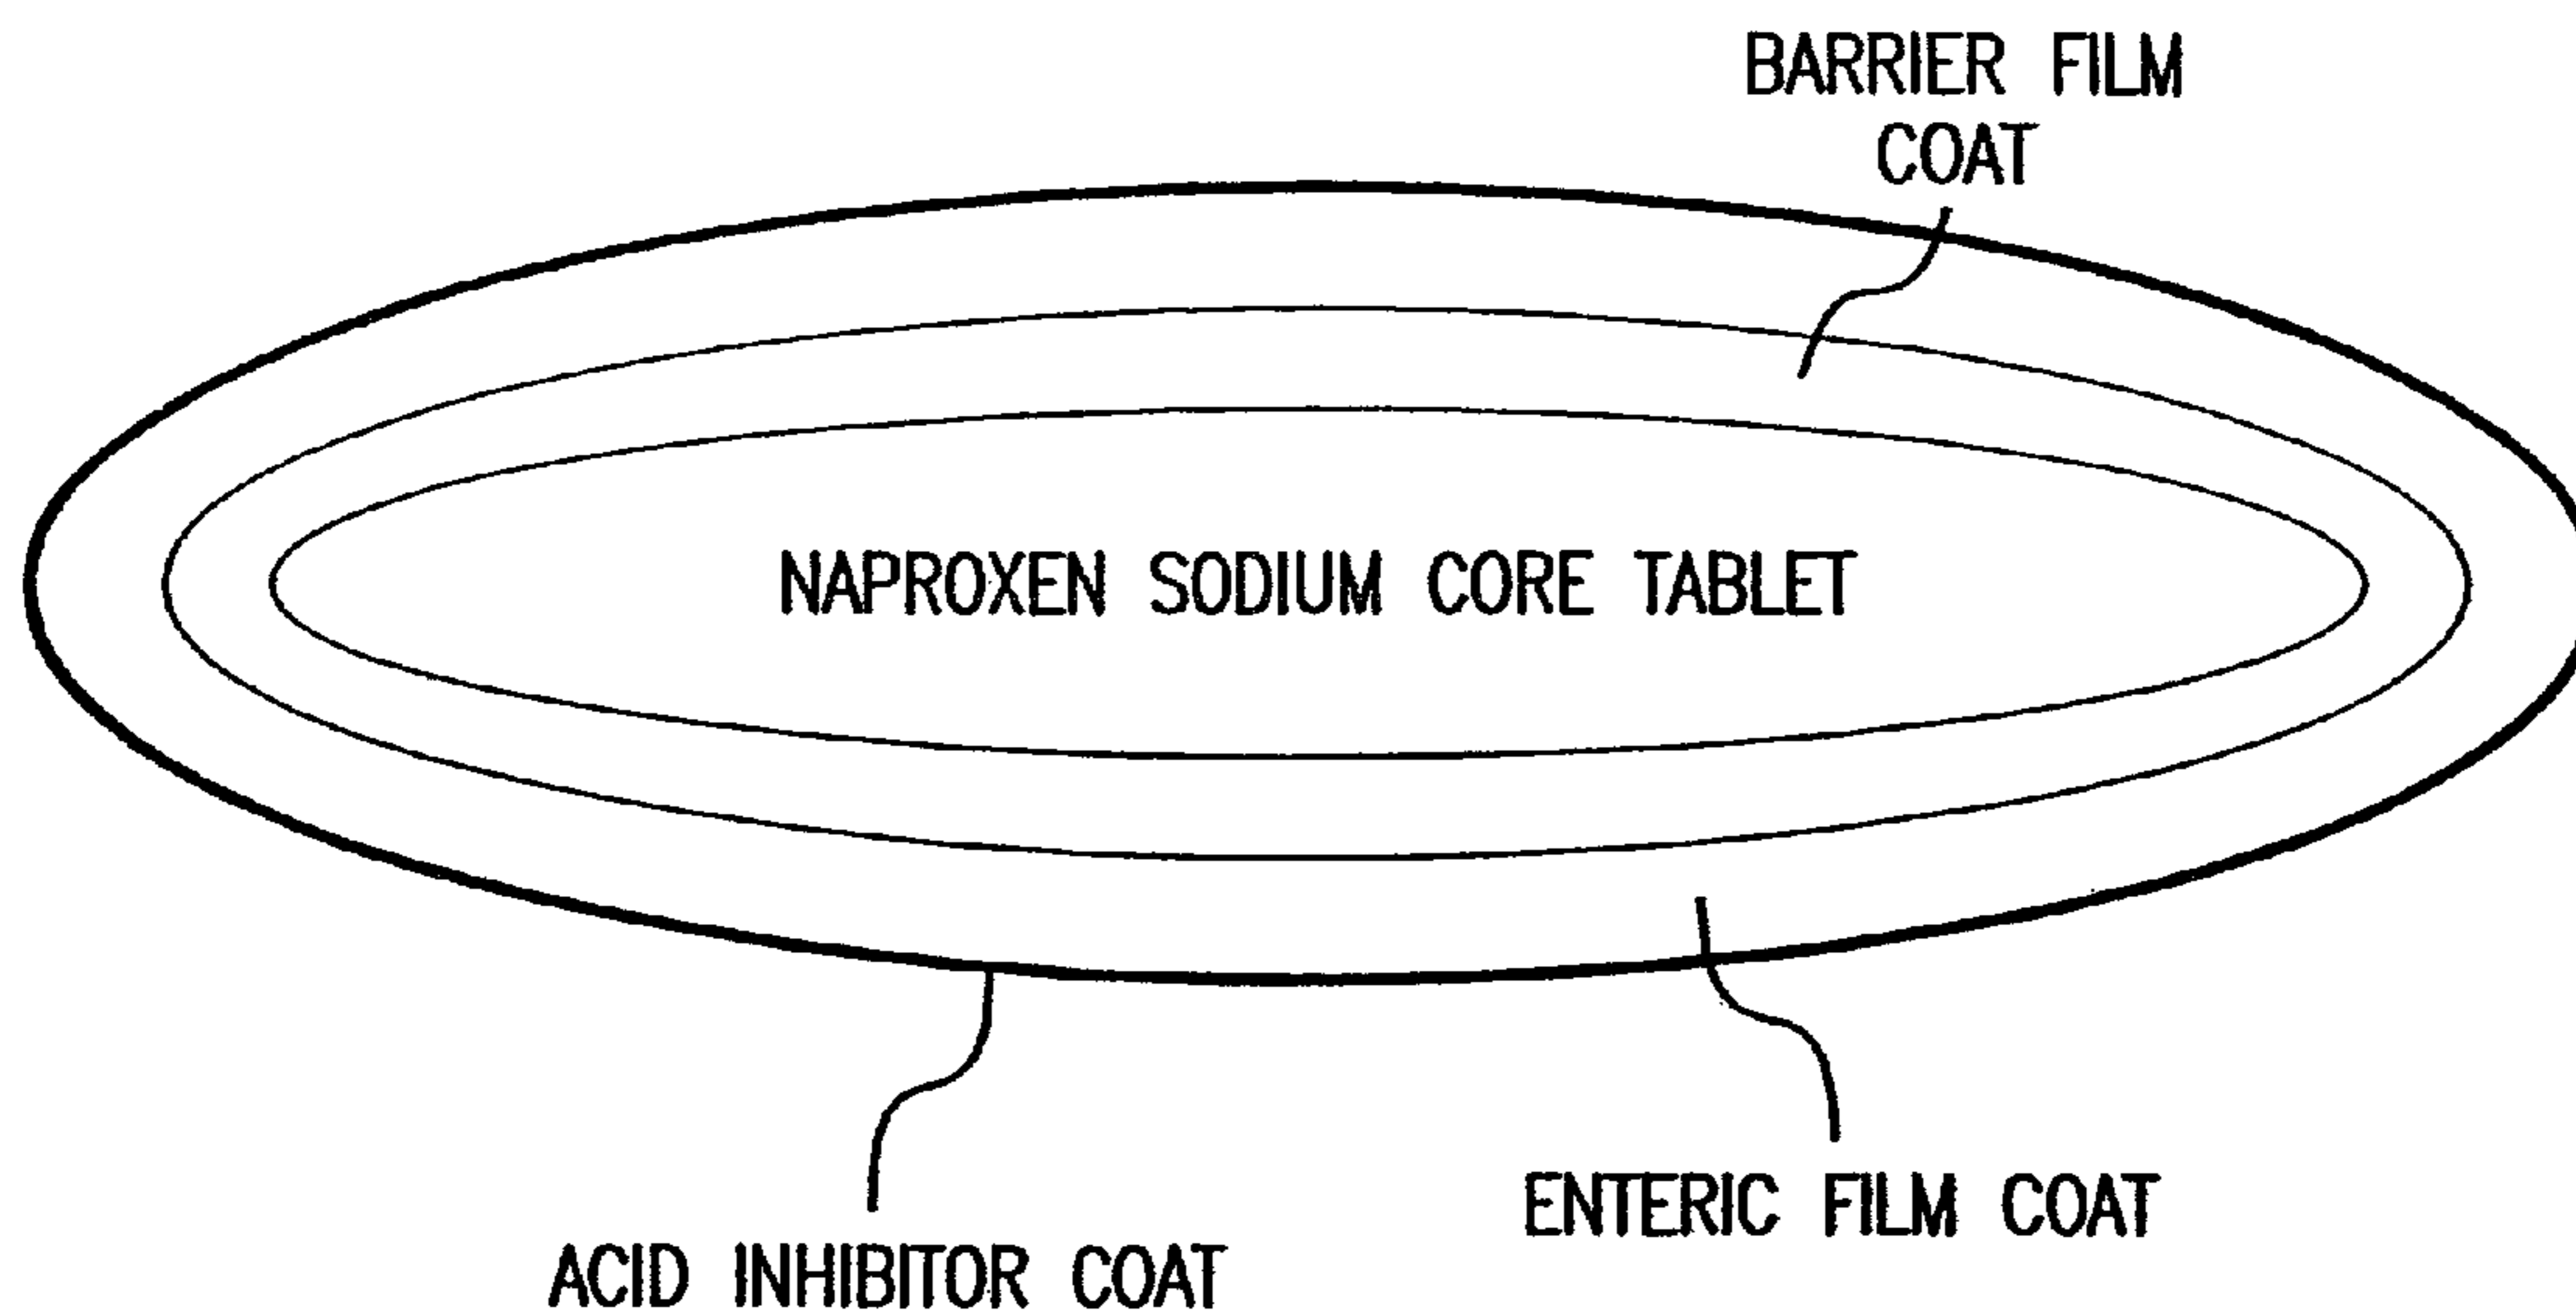 BARRIER FILM
COAT
NAPROXEN SODIUM CORE TABLET
ENTERIC FILM COAT
ACID INHIBITOR COAT